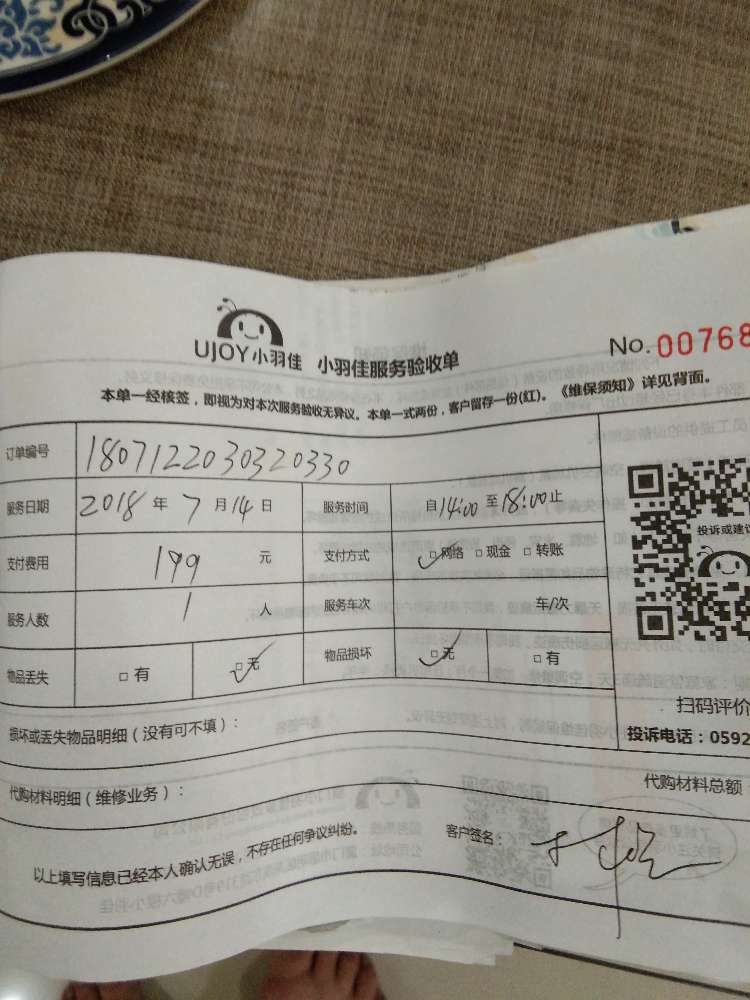 UJOY小羽佳 小羽佳服务验收单
No. 00768
本单一经核签，即视为对本次服务验收无异议。本单一式两份，客户留存一份(红)。《维保须知》详见背面。
订单编号 1807122030320330
服务日期 2018 年 7 月 14 日 服务时间 自14:00至18:00止
支付费用 199 元 支付方式 ☑网络 □现金 □转账
服务人数 1 人 服务车次 车/次
物品丢失 □有 ☑无 物品损坏 ☑无 □有
投诉或建议
扫码评价
投诉电话：0592
损坏或丢失物品明细（没有可不填）：
代购材料明细（维修业务）： 代购材料总额
以上填写信息已经本人确认无误，不存在任何争议纠纷。 客户签名：